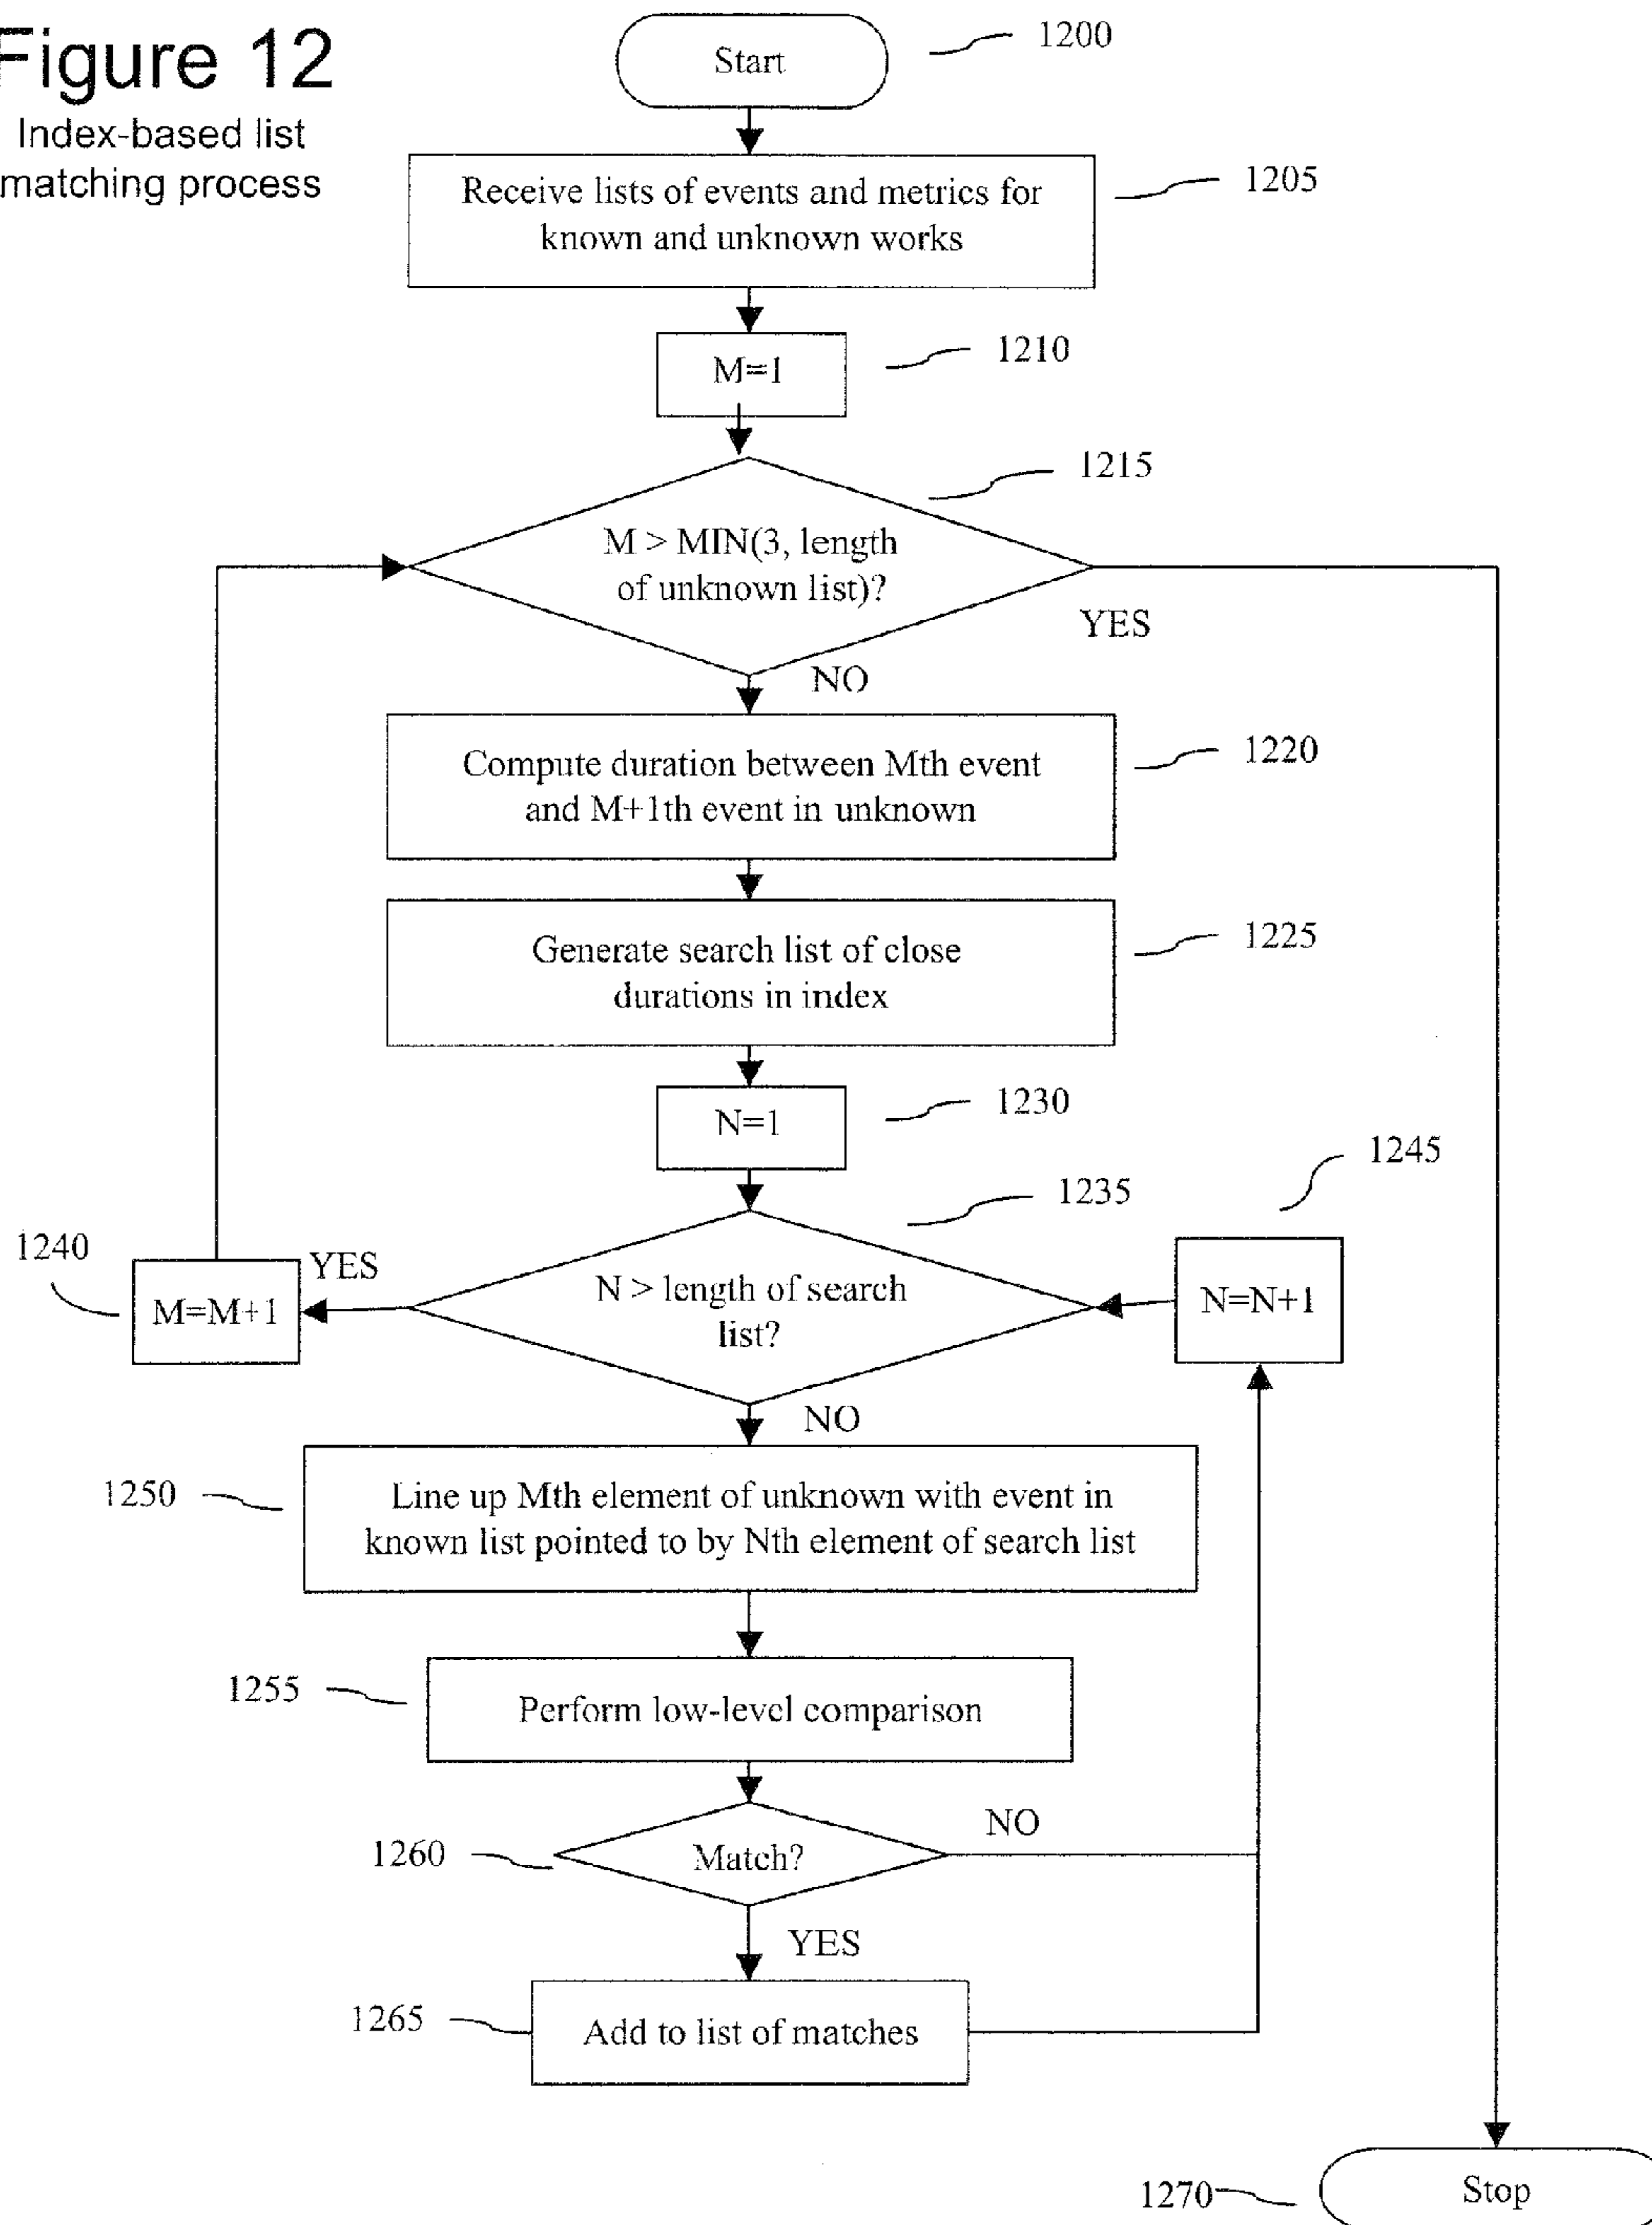 Figure 12
Index-based list
matching process
Start
1200
Receive lists of events and metrics for
known and unknown works
1205
M=1
1210
M > MIN(3, length
of unknown list)?
1215
YES
NO
Compute duration between Mth event
and M+1th event in unknown
1220
Generate search list of close
durations in index
1225
N=1
1230
N > length of search
list?
1235
1245
N=N+1
1240
YES
M=M+1
NO
1250
Line up Mth element of unknown with event in
known list pointed to by Nth element of search list
1255
Perform low-level comparison
1260
Match?
NO
YES
1265
Add to list of matches
1270
Stop